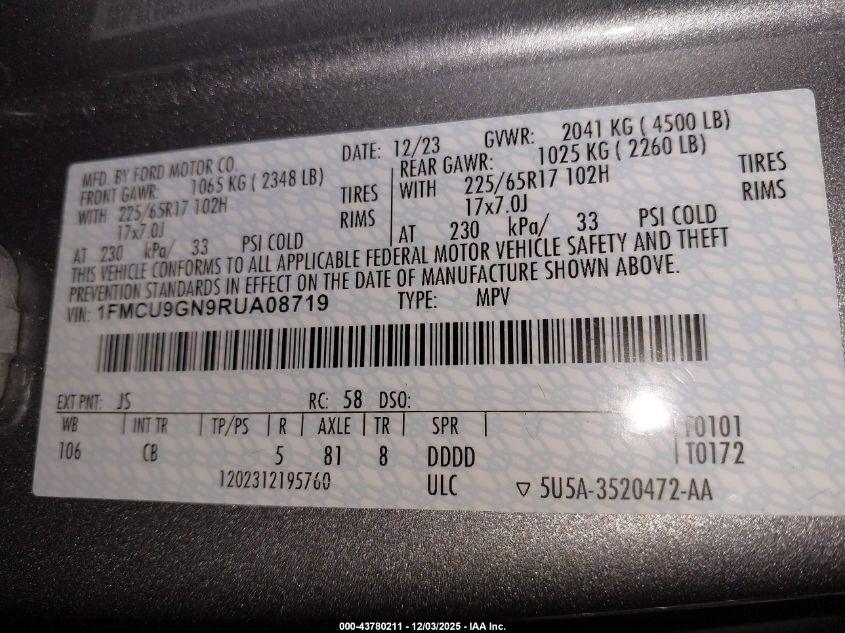 MFD. BY FORD MOTOR CO. DATE: 12/23 GVWR: 2041 KG ( 4500 LB)
FRONT GAWR: 1065 KG ( 2348 LB) REAR GAWR: 1025 KG ( 2260 LB)
WITH 225/65R17 102H TIRES WITH 225/65R17 102H TIRES
17x7.0J RIMS 17x7.0J RIMS
AT 230 kPa/ 33 PSI COLD AT 230 kPa/ 33 PSI COLD
THIS VEHICLE CONFORMS TO ALL APPLICABLE FEDERAL MOTOR VEHICLE SAFETY AND THEFT
PREVENTION STANDARDS IN EFFECT ON THE DATE OF MANUFACTURE SHOWN ABOVE.
VIN: 1FMCU9GN9RUA08719 TYPE: MPV
EXT PNT: JS RC: 58 DSO:
WB INT TR TP/PS R AXLE TR SPR T0101
106 CB 5 81 8 DDDD T0172
1202312195760 ULC ▽ 5U5A-3520472-AA
000-43780211 - 12/03/2025 - IAA Inc.